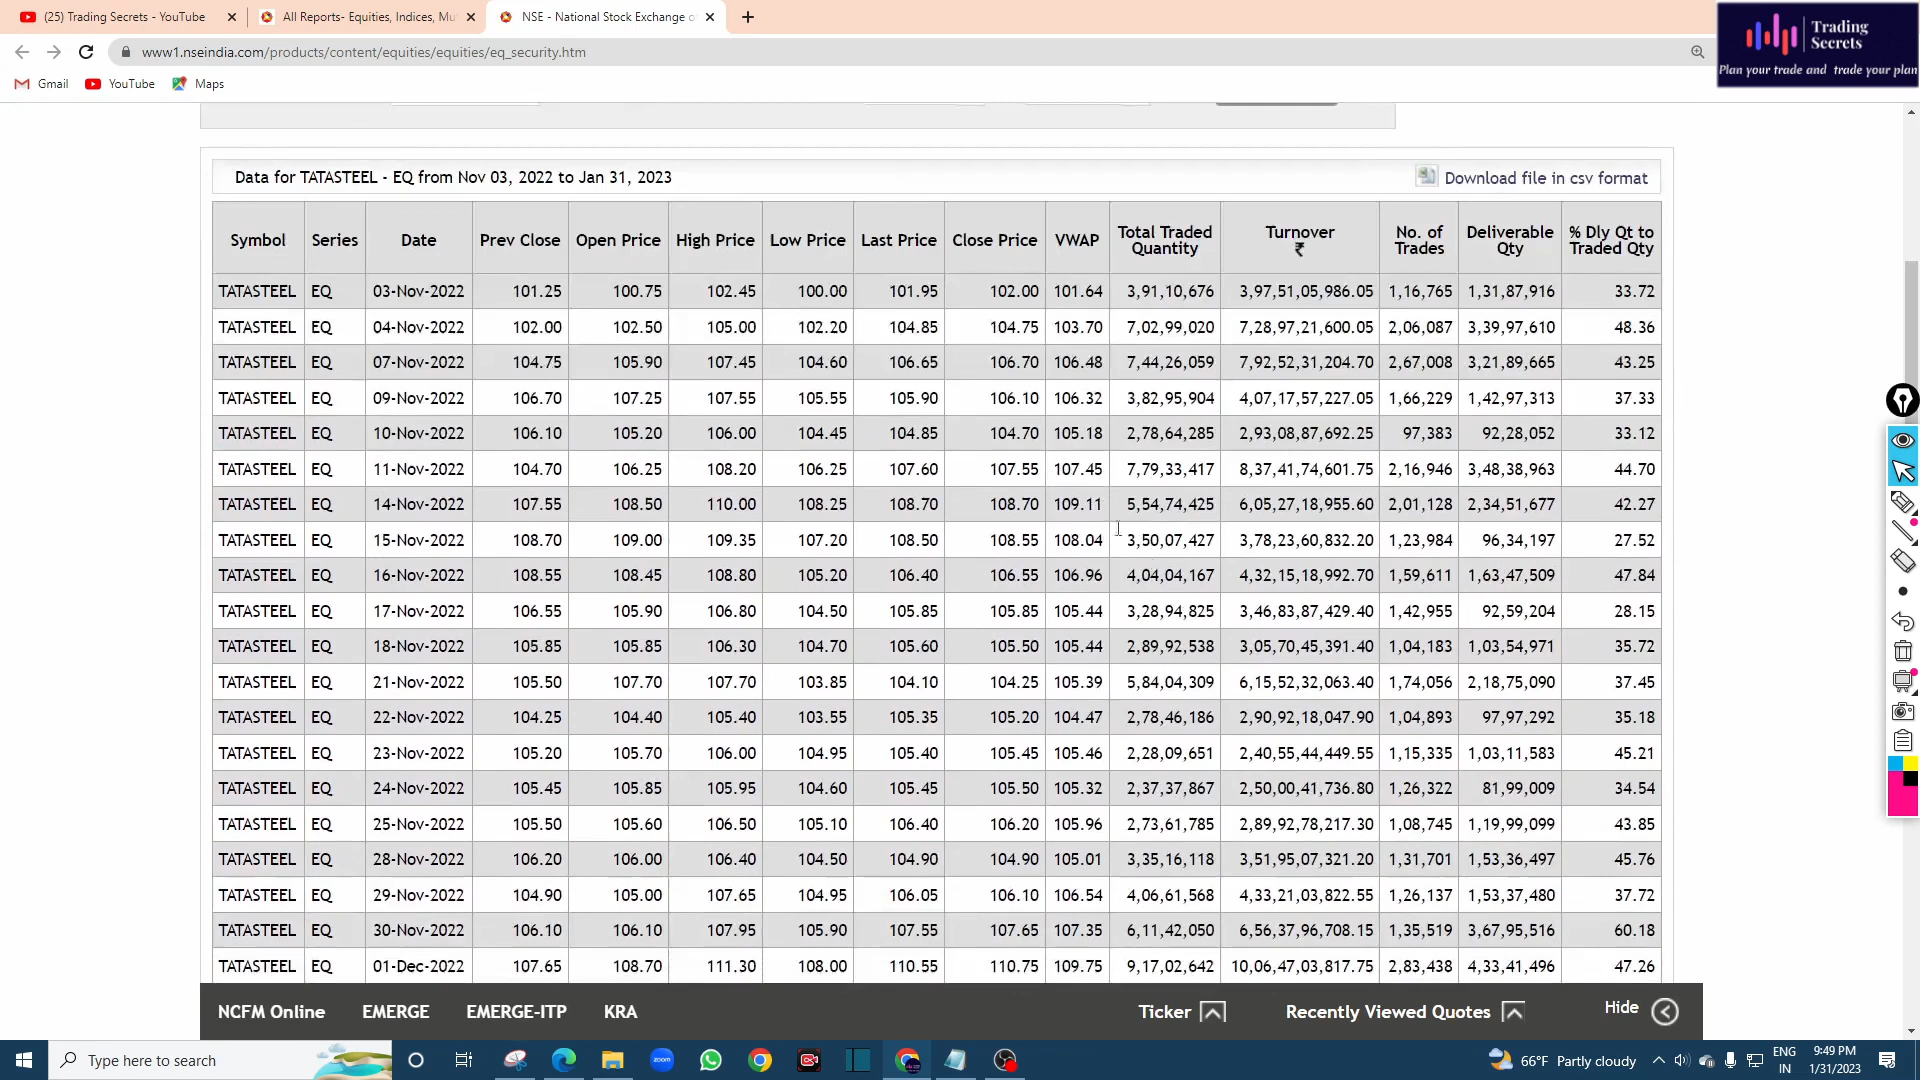 (25) Trading Secrets - YouTube
All Reports- Equities, Indices, Mu
NSE - National Stock Exchange o
www1.nseindia.com/products/content/equities/equities/eq_security.htm
Trading Secrets
Plan your trade and trade your plan
Gmail YouTube Maps
Data for TATASTEEL - EQ from Nov 03, 2022 to Jan 31, 2023
Download file in csv format
Symbol Series Date Prev Close Open Price High Price Low Price Last Price Close Price VWAP Total Traded Quantity Turnover ₹ No. of Trades Deliverable Qty % Dly Qt to Traded Qty
TATASTEEL EQ 03-Nov-2022 101.25 100.75 102.45 100.00 101.95 102.00 101.64 3,91,10,676 3,97,51,05,986.05 1,16,765 1,31,87,916 33.72
TATASTEEL EQ 04-Nov-2022 102.00 102.50 105.00 102.20 104.85 104.75 103.70 7,02,99,020 7,28,97,21,600.05 2,06,087 3,39,97,610 48.36
TATASTEEL EQ 07-Nov-2022 104.75 105.90 107.45 104.60 106.65 106.70 106.48 7,44,26,059 7,92,52,31,204.70 2,67,008 3,21,89,665 43.25
TATASTEEL EQ 09-Nov-2022 106.70 107.25 107.55 105.55 105.90 106.10 106.32 3,82,95,904 4,07,17,57,227.05 1,66,229 1,42,97,313 37.33
TATASTEEL EQ 10-Nov-2022 106.10 105.20 106.00 104.45 104.85 104.70 105.18 2,78,64,285 2,93,08,87,692.25 97,383 92,28,052 33.12
TATASTEEL EQ 11-Nov-2022 104.70 106.25 108.20 106.25 107.60 107.55 107.45 7,79,33,417 8,37,41,74,601.75 2,16,946 3,48,38,963 44.70
TATASTEEL EQ 14-Nov-2022 107.55 108.50 110.00 108.25 108.70 108.70 109.11 5,54,74,425 6,05,27,18,955.60 2,01,128 2,34,51,677 42.27
TATASTEEL EQ 15-Nov-2022 108.70 109.00 109.35 107.20 108.50 108.55 108.04 3,50,07,427 3,78,23,60,832.20 1,23,984 96,34,197 27.52
TATASTEEL EQ 16-Nov-2022 108.55 108.45 108.80 105.20 106.40 106.55 106.96 4,04,04,167 4,32,15,18,992.70 1,59,611 1,63,47,509 47.84
TATASTEEL EQ 17-Nov-2022 106.55 105.90 106.80 104.50 105.85 105.85 105.44 3,28,94,825 3,46,83,87,429.40 1,42,955 92,59,204 28.15
TATASTEEL EQ 18-Nov-2022 105.85 105.85 106.30 104.70 105.60 105.50 105.44 2,89,92,538 3,05,70,45,391.40 1,04,183 1,03,54,971 35.72
TATASTEEL EQ 21-Nov-2022 105.50 107.70 107.70 103.85 104.10 104.25 105.39 5,84,04,309 6,15,52,32,063.40 1,74,056 2,18,75,090 37.45
TATASTEEL EQ 22-Nov-2022 104.25 104.40 105.40 103.55 105.35 105.20 104.47 2,78,46,186 2,90,92,18,047.90 1,04,893 97,97,292 35.18
TATASTEEL EQ 23-Nov-2022 105.20 105.70 106.00 104.95 105.40 105.45 105.46 2,28,09,651 2,40,55,44,449.55 1,15,335 1,03,11,583 45.21
TATASTEEL EQ 24-Nov-2022 105.45 105.85 105.95 104.60 105.45 105.50 105.32 2,37,37,867 2,50,00,41,736.80 1,26,322 81,99,009 34.54
TATASTEEL EQ 25-Nov-2022 105.50 105.60 106.50 105.10 106.40 106.20 105.96 2,73,61,785 2,89,92,78,217.30 1,08,745 1,19,99,099 43.85
TATASTEEL EQ 28-Nov-2022 106.20 106.00 106.40 104.50 104.90 104.90 105.01 3,35,16,118 3,51,95,07,321.20 1,31,701 1,53,36,497 45.76
TATASTEEL EQ 29-Nov-2022 104.90 105.00 107.65 104.95 106.05 106.10 106.54 4,06,61,568 4,33,21,03,822.55 1,26,137 1,53,37,480 37.72
TATASTEEL EQ 30-Nov-2022 106.10 106.10 107.95 105.90 107.55 107.65 107.35 6,11,42,050 6,56,37,96,708.15 1,35,519 3,67,95,516 60.18
TATASTEEL EQ 01-Dec-2022 107.65 108.70 111.30 108.00 110.55 110.75 109.75 9,17,02,642 10,06,47,03,817.75 2,83,438 4,33,41,496 47.26
NCFM Online EMERGE EMERGE-ITP KRA Ticker Recently Viewed Quotes Hide
Type here to search
zoom
66°F Partly cloudy
ENG
IN
9:49 PM
1/31/2023